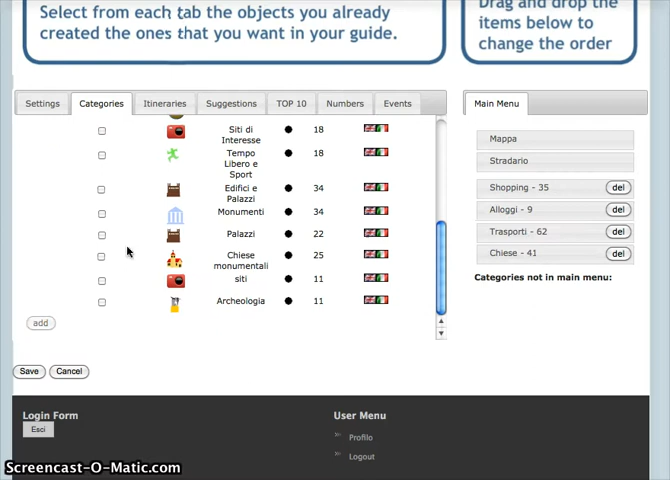 Select from each tab the objects you already
created the ones that you want in your guide.
Drag and drop the
items below to
change the order
Settings
Categories
Itineraries
Suggestions
TOP 10
Numbers
Events
Main Menu
Siti di
Interesse
18
Tempo
Libero e
Sport
18
Edifici e
Palazzi
34
Monumenti
34
Palazzi
22
Chiese
monumentali
25
siti
11
Archeologia
11
add
Mappa
Stradario
Shopping - 35
del
Alloggi - 9
del
Trasporti - 62
del
Chiese - 41
del
Categories not in main menu:
Save
Cancel
Login Form
Esci
User Menu
Profilo
Logout
Screencast-O-Matic.com